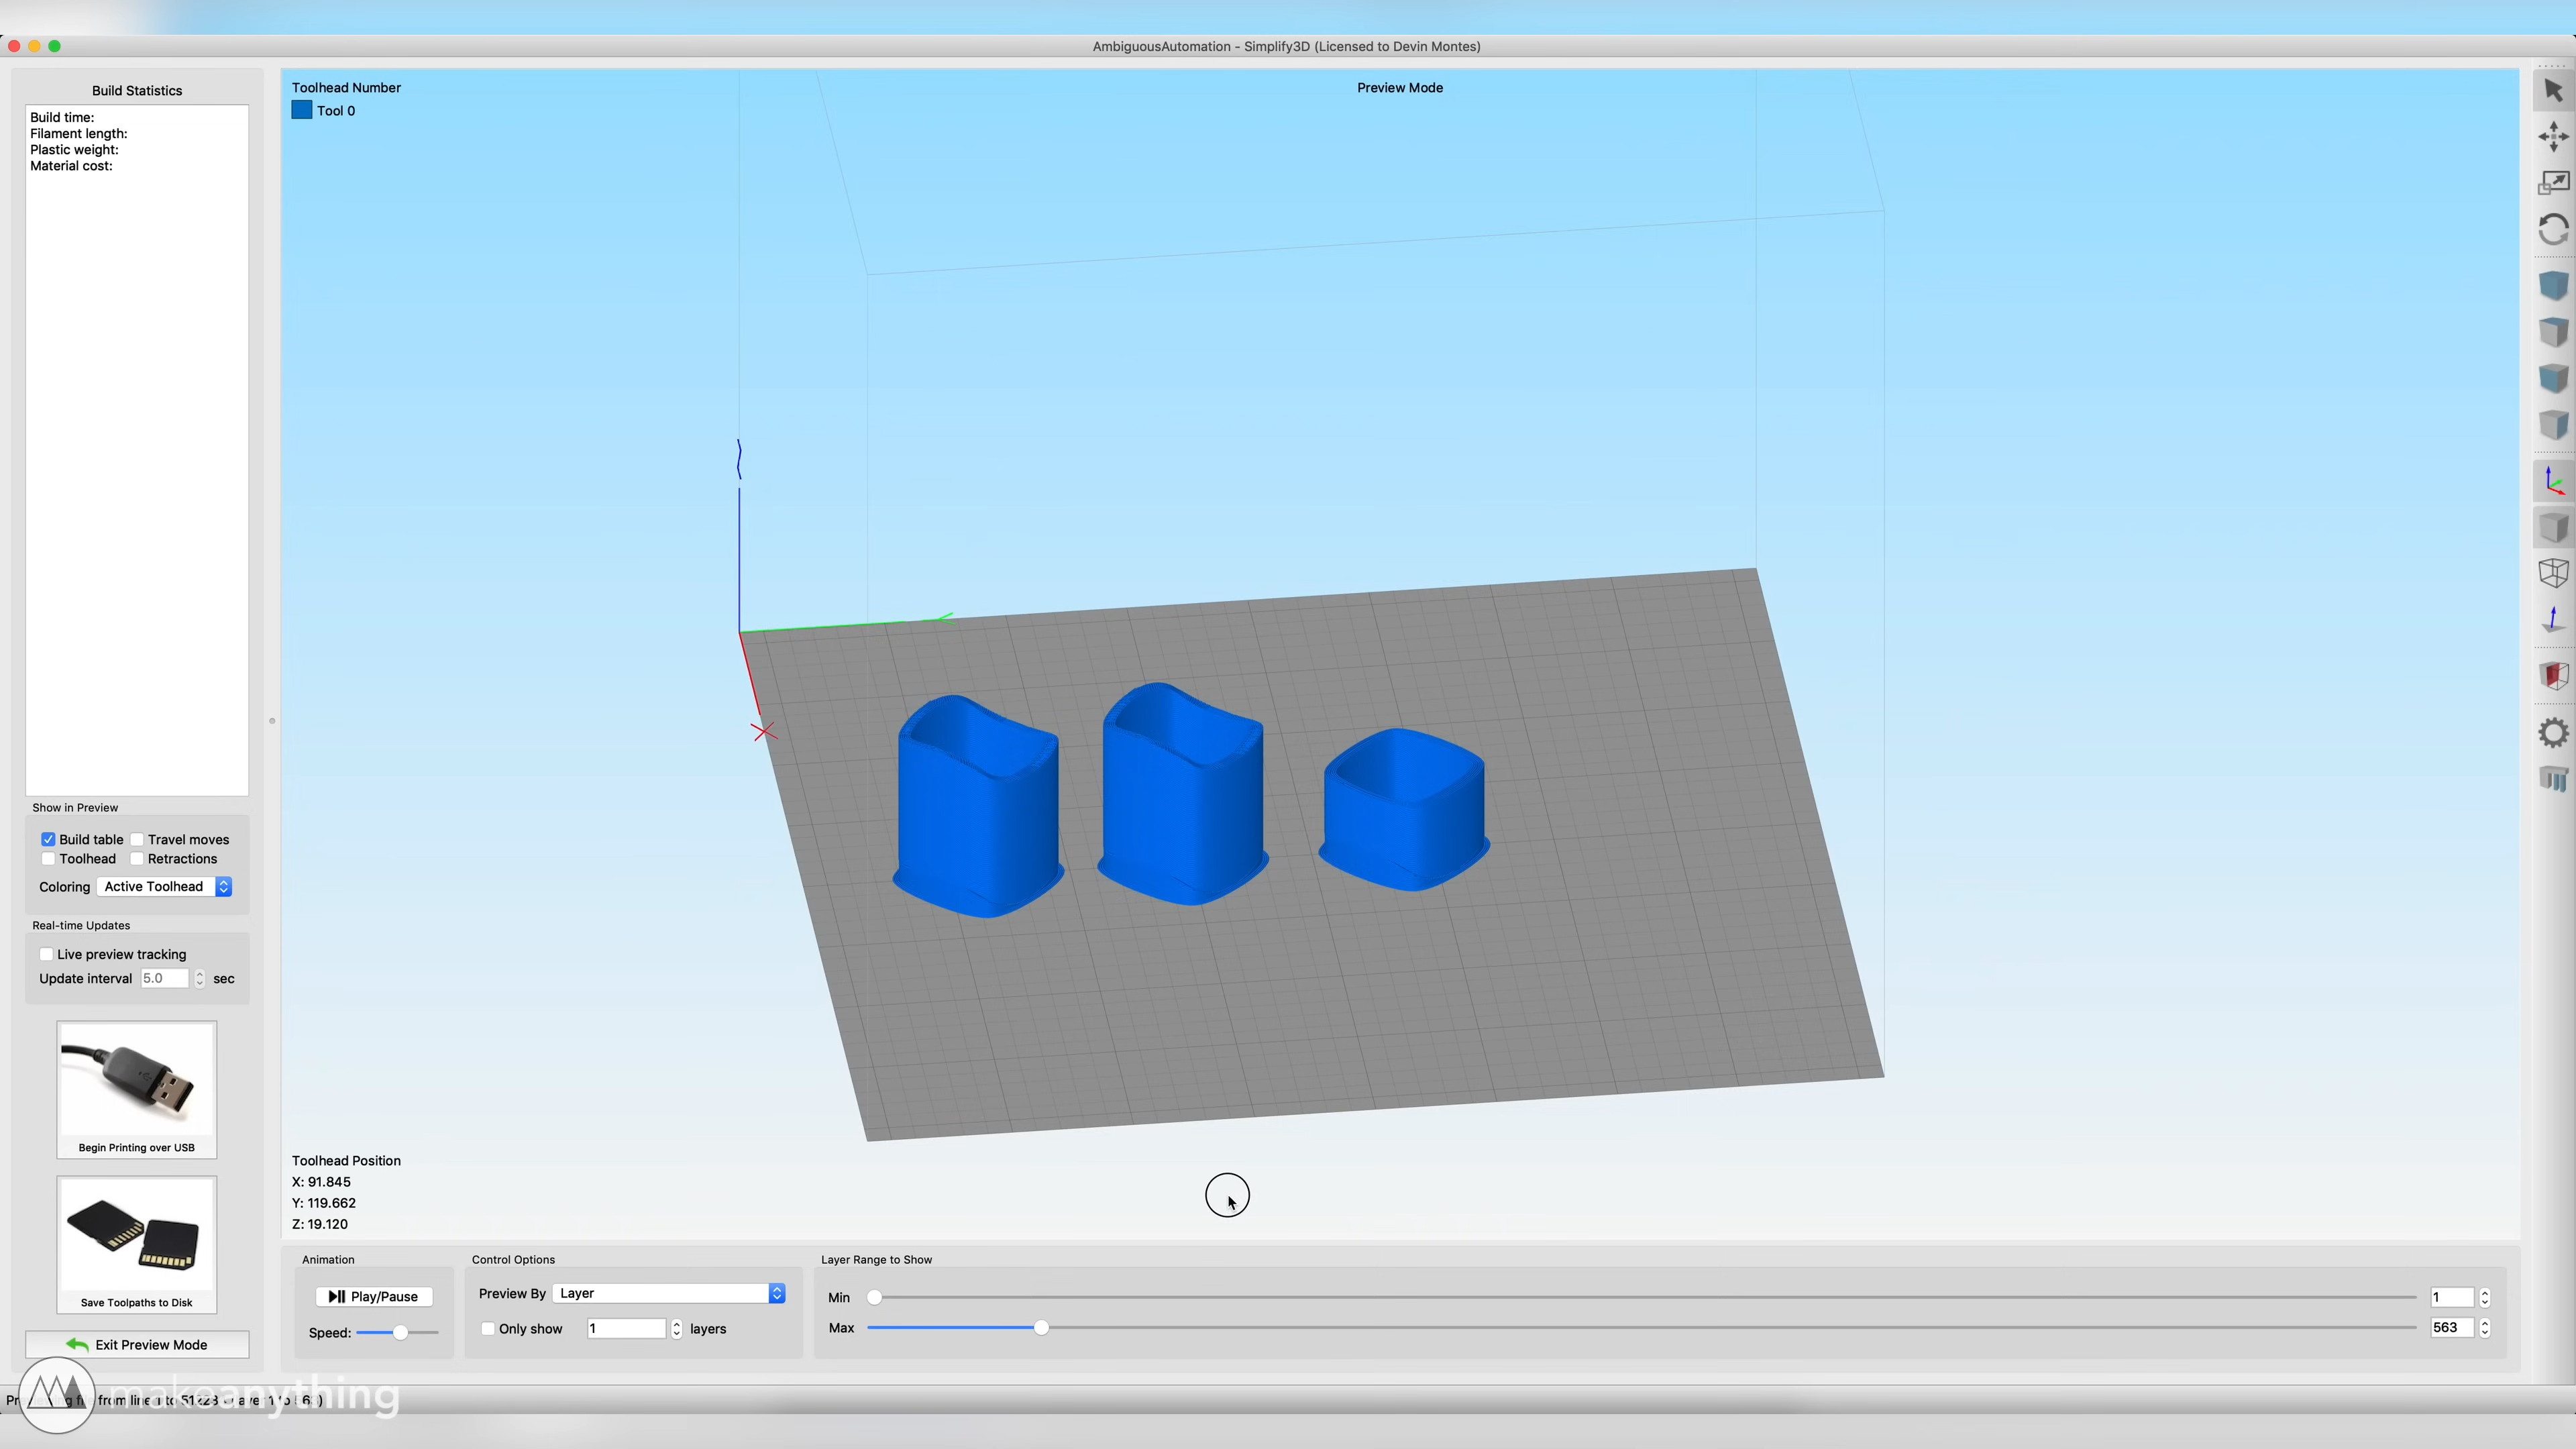 AmbiguousAutomation - Simplify3D (Licensed to Devin Montes)
Build Statistics
Build time:
Filament length:
Plastic weight:
Material cost:
Toolhead Number
Tool 0
Preview Mode
Show in Preview
Build table
Travel moves
Toolhead
Retractions
Coloring Active Toolhead
Real-time Updates
Live preview tracking
Update interval 5.0 sec
Begin Printing over USB
Save Toolpaths to Disk
Exit Preview Mode
Toolhead Position
X: 91.845
Y: 119.662
Z: 19.120
Animation
Play/Pause
Speed:
Control Options
Preview By Layer
Only show 1 layers
Layer Range to Show
Min 1
Max 563
makeanything
from line